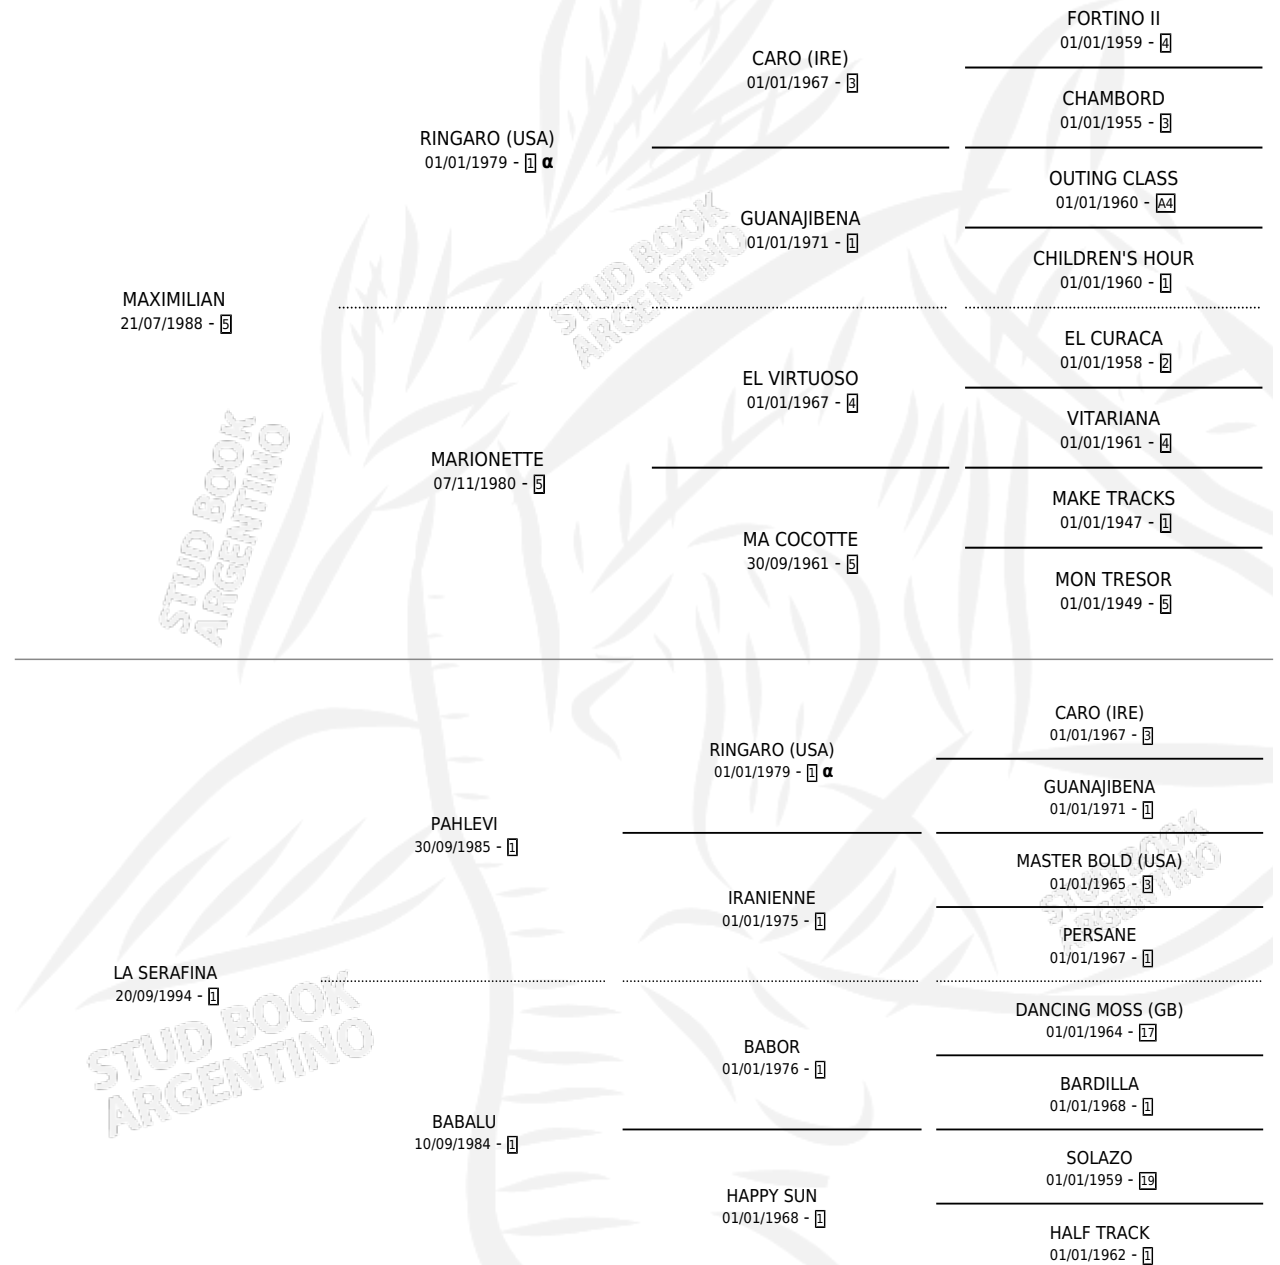 FORTINO II
01/01/1959 - 4
CARO (IRE)
01/01/1967 - 3
CHAMBORD
01/01/1955 - 3
RINGARO (USA)
01/01/1979 - 1 α
OUTING CLASS
01/01/1960 - A4
GUANAJIBENA
01/01/1971 - 1
CHILDREN'S HOUR
01/01/1960 - 1
MAXIMILIAN
21/07/1988 - 5
EL CURACA
01/01/1958 - 2
EL VIRTUOSO
01/01/1967 - 4
VITARIANA
01/01/1961 - 4
MARIONETTE
07/11/1980 - 5
MAKE TRACKS
01/01/1947 - 1
MA COCOTTE
30/09/1961 - 5
MON TRESOR
01/01/1949 - 5
CARO (IRE)
01/01/1967 - 3
RINGARO (USA)
01/01/1979 - 1 α
GUANAJIBENA
01/01/1971 - 1
PAHLEVI
30/09/1985 - 1
MASTER BOLD (USA)
01/01/1965 - 3
IRANIENNE
01/01/1975 - 1
PERSANE
01/01/1967 - 1
LA SERAFINA
20/09/1994 - 1
DANCING MOSS (GB)
01/01/1964 - 17
BABOR
01/01/1976 - 1
BARDILLA
01/01/1968 - 1
BABALU
10/09/1984 - 1
SOLAZO
01/01/1959 - 19
HAPPY SUN
01/01/1968 - 1
HALF TRACK
01/01/1962 - 1
STUD BOOK
ARGENTINO
STUD BOOK
ARGENTINO
STUD BOOK
ARGENTINO
STUD BOOK
ARGENTINO